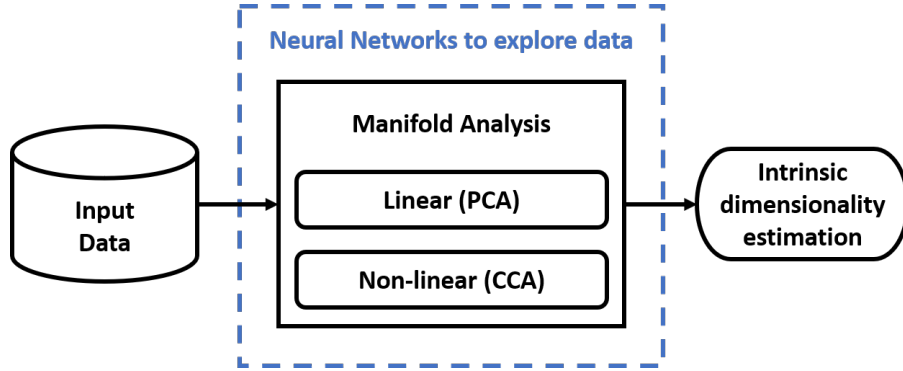 Neural Networks to explore data
Manifold Analysis
Input
Data
Linear (PCA)
Non-linear (CCA)
Intrinsic
dimensionality
estimation